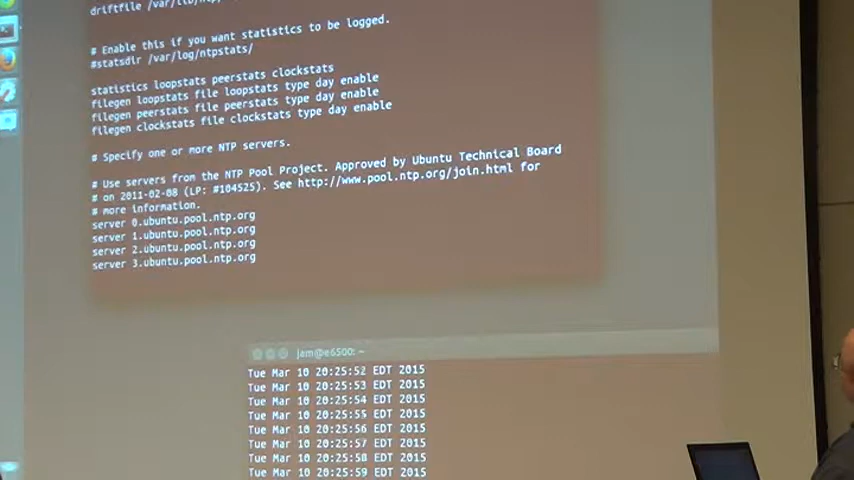 driftfile /var/lib/ntp/
# Enable this if you want statistics to be logged.
#statsdir /var/log/ntpstats/
statistics loopstats peerstats clockstats
filegen loopstats file loopstats type day enable
filegen peerstats file peerstats type day enable
filegen clockstats file clockstats type day enable
# Specify one or more NTP servers.
# Use servers from the NTP Pool Project. Approved by Ubuntu Technical Board
# on 2011-02-08 (LP: #104525). See http://www.pool.ntp.org/join.html for
# more information.
server 0.ubuntu.pool.ntp.org
server 1.ubuntu.pool.ntp.org
server 2.ubuntu.pool.ntp.org
server 3.ubuntu.pool.ntp.org
jam@e6500: ~
Tue Mar 10 20:25:52 EDT 2015
Tue Mar 10 20:25:53 EDT 2015
Tue Mar 10 20:25:54 EDT 2015
Tue Mar 10 20:25:55 EDT 2015
Tue Mar 10 20:25:56 EDT 2015
Tue Mar 10 20:25:57 EDT 2015
Tue Mar 10 20:25:58 EDT 2015
Tue Mar 10 20:25:59 EDT 2015